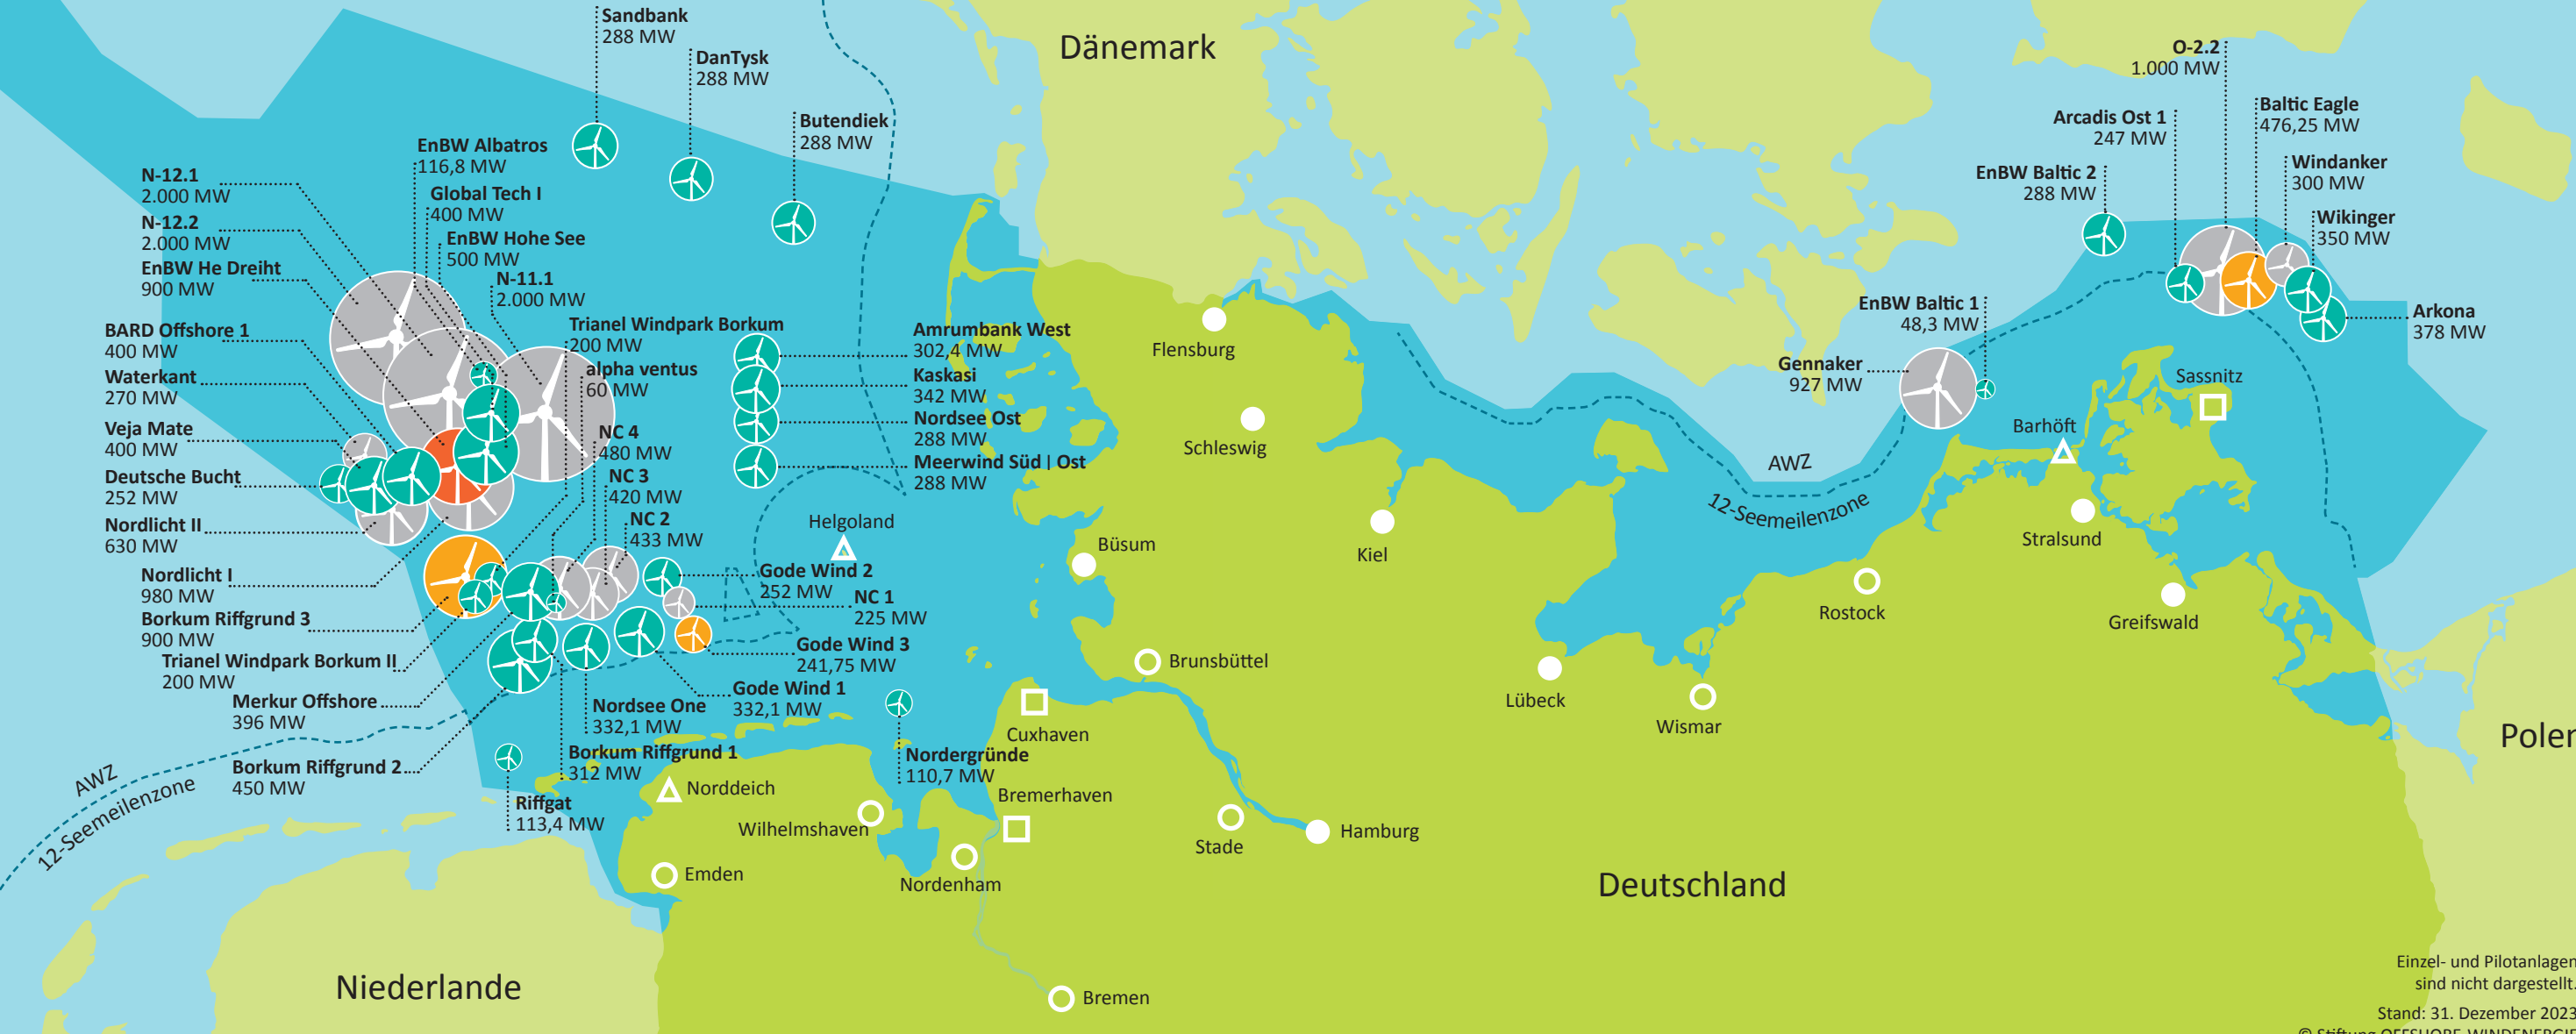 Sandbank
288 MW
DanTysk
288 MW
Butendiek
288 MW
Dänemark
EnBW Albatros
116,8 MW
Global Tech I
400 MW
EnBW Hohe See
500 MW
N-11.1
2.000 MW
N-12.1
2.000 MW
N-12.2
2.000 MW
EnBW He Dreiht
900 MW
BARD Offshore 1
400 MW
Waterkant
270 MW
Veja Mate
400 MW
Deutsche Bucht
252 MW
Nordlicht II
630 MW
Nordlicht I
980 MW
Borkum Riffgrund 3
900 MW
Trianel Windpark Borkum II
200 MW
Merkur Offshore
396 MW
Borkum Riffgrund 2
450 MW
Trianel Windpark Borkum
200 MW
alpha ventus
60 MW
NC 4
480 MW
NC 3
420 MW
NC 2
433 MW
Amrumbank West
302,4 MW
Kaskasi
342 MW
Nordsee Ost
288 MW
Meerwind Süd | Ost
288 MW
Helgoland
Gode Wind 2
252 MW
NC 1
225 MW
Gode Wind 3
241,75 MW
Gode Wind 1
332,1 MW
Nordsee One
332,1 MW
Borkum Riffgrund 1
312 MW
Riffgat
113,4 MW
Nordergründe
110,7 MW
AWZ
12-Seemeilenzone
Norddeich
Wilhelmshaven
Emden
Nordenham
Bremerhaven
Cuxhaven
Brunsbüttel
Büsum
Stade
Hamburg
Bremen
Niederlande
Deutschland
Flensburg
Schleswig
Kiel
Lübeck
Wismar
Rostock
AWZ
12-Seemeilenzone
O-2.2
1.000 MW
Baltic Eagle
476,25 MW
Arcadis Ost 1
247 MW
Windanker
300 MW
EnBW Baltic 2
288 MW
Wikinger
350 MW
EnBW Baltic 1
48,3 MW
Arkona
378 MW
Gennaker
927 MW
Sassnitz
Barhöft
Stralsund
Greifswald
Polen
Einzel- und Pilotanlagen
sind nicht dargestellt.
Stand: 31. Dezember 2023
© Stiftung OFFSHORE-WINDENERGIE